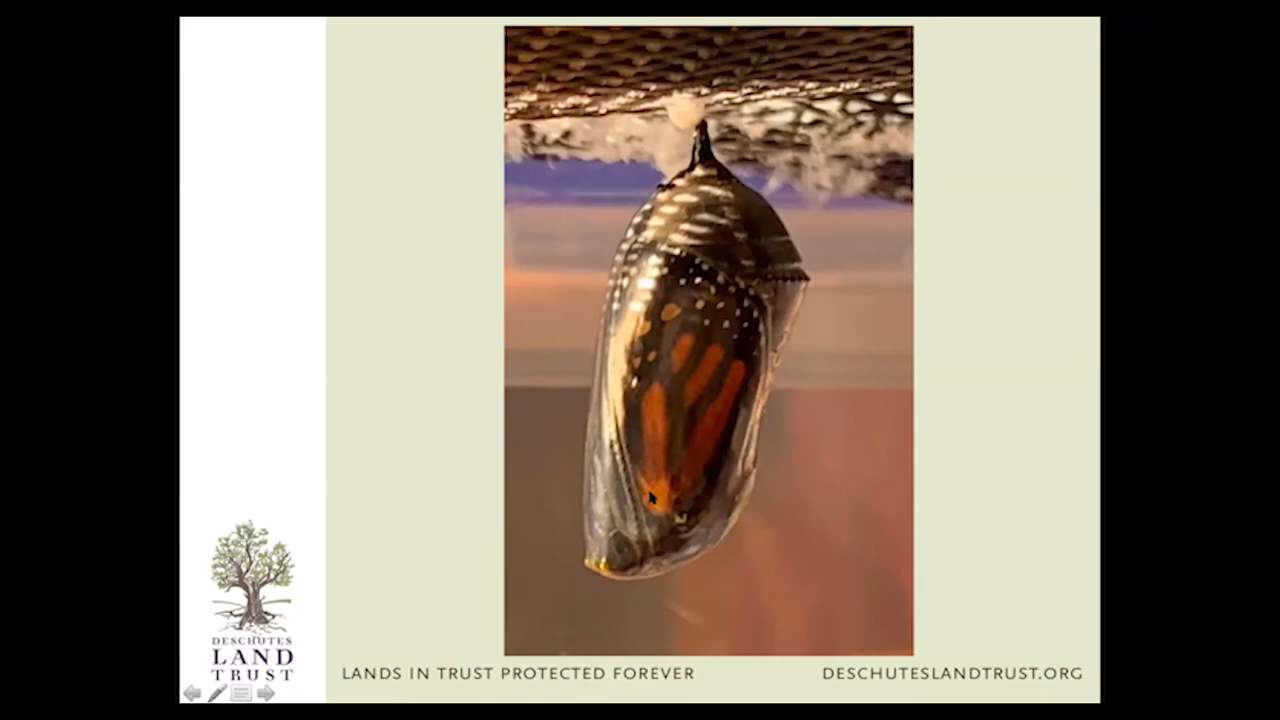 DESCHUTES
LAND
TRUST
LANDS IN TRUST PROTECTED FOREVER
DESCHUTESLANDTRUST.ORG